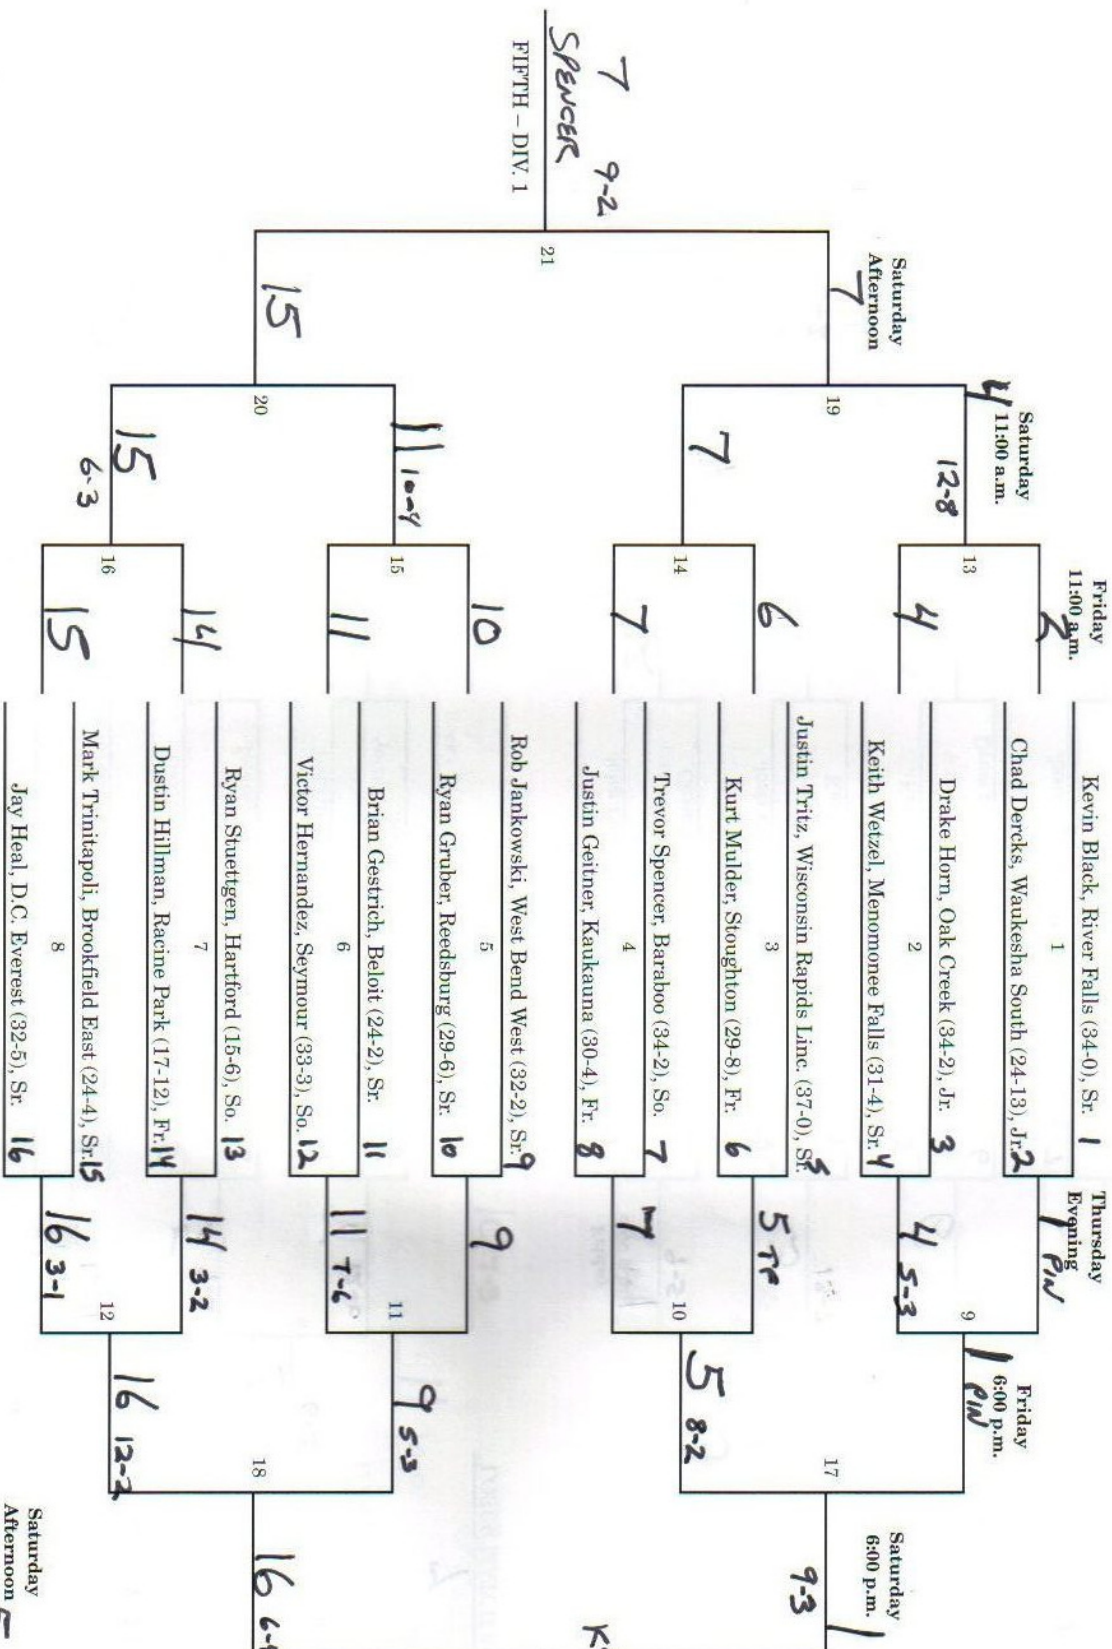 Friday
11:00 a.m.
Saturday
11:00 a.m.
Saturday
Afternoon
Kevin Black, River Falls (34-0), Sr. 1
1
Chad Dercks, Waukesha South (24-13), Jr. 2
Drake Horn, Oak Creek (34-2), Jr. 3
2
Keith Wetzel, Menomonee Falls (31-4), Sr. 4
Justin Tritz, Wisconsin Rapids Linc. (37-0), Sr. 5
3
Kurt Mulder, Stoughton (29-8), Fr. 6
Trevor Spencer, Baraboo (34-2), So. 7
4
Justin Geitner, Kaukauna (30-4), Fr. 8
Rob Jankowski, West Bend West (32-2), Sr. 9
5
Ryan Gruber, Reedsburg (29-6), Sr. 10
Brian Gestrich, Beloit (24-2), Sr. 11
6
Victor Hernandez, Seymour (33-3), So. 12
Ryan Stuettgen, Hartford (15-6), So. 13
7
Dustin Hillman, Racine Park (17-12), Fr. 14
Mark Trinitapoli, Brookfield East (24-4), Sr. 15
8
Jay Heal, D.C. Everest (32-5), Sr. 16
Thursday
Evening
1 PIN
4 5-3
5 TF
7
9
11 7-6
14 3-2
16 3-1
Friday
6:00 p.m.
9
1 PIN
10
5 8-2
11
9 5-3
12
16 12-2
Saturday
6:00 p.m.
17
1
9-3
18
16
Saturday
Afternoon
2
13
4
6
14
7
10
15
11
14
16
15
4
12-8
19
7
11 10-4
20
15
6-3
7
21
15
7 9-2
SPENCER
FIFTH – DIV. 1